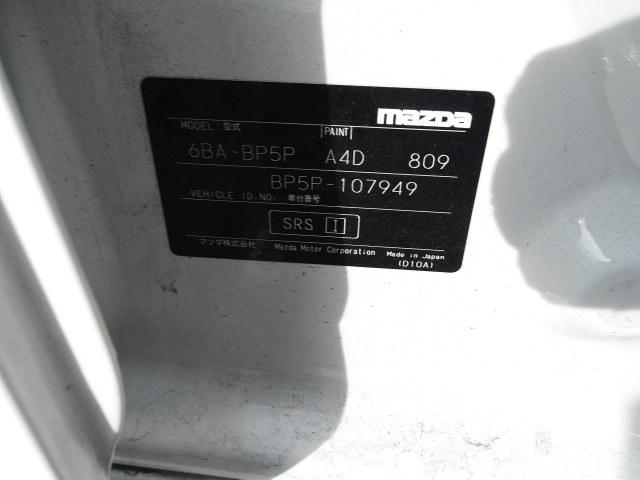 mazda
MODEL: 型式 PAINT
6BA-BP5P A4D 809
BP5P-107949
VEHICLE ID.NO.: 車台番号
SRS I
マツダ株式会社 Mazda Motor Corporation Made in Japan
(D10A)